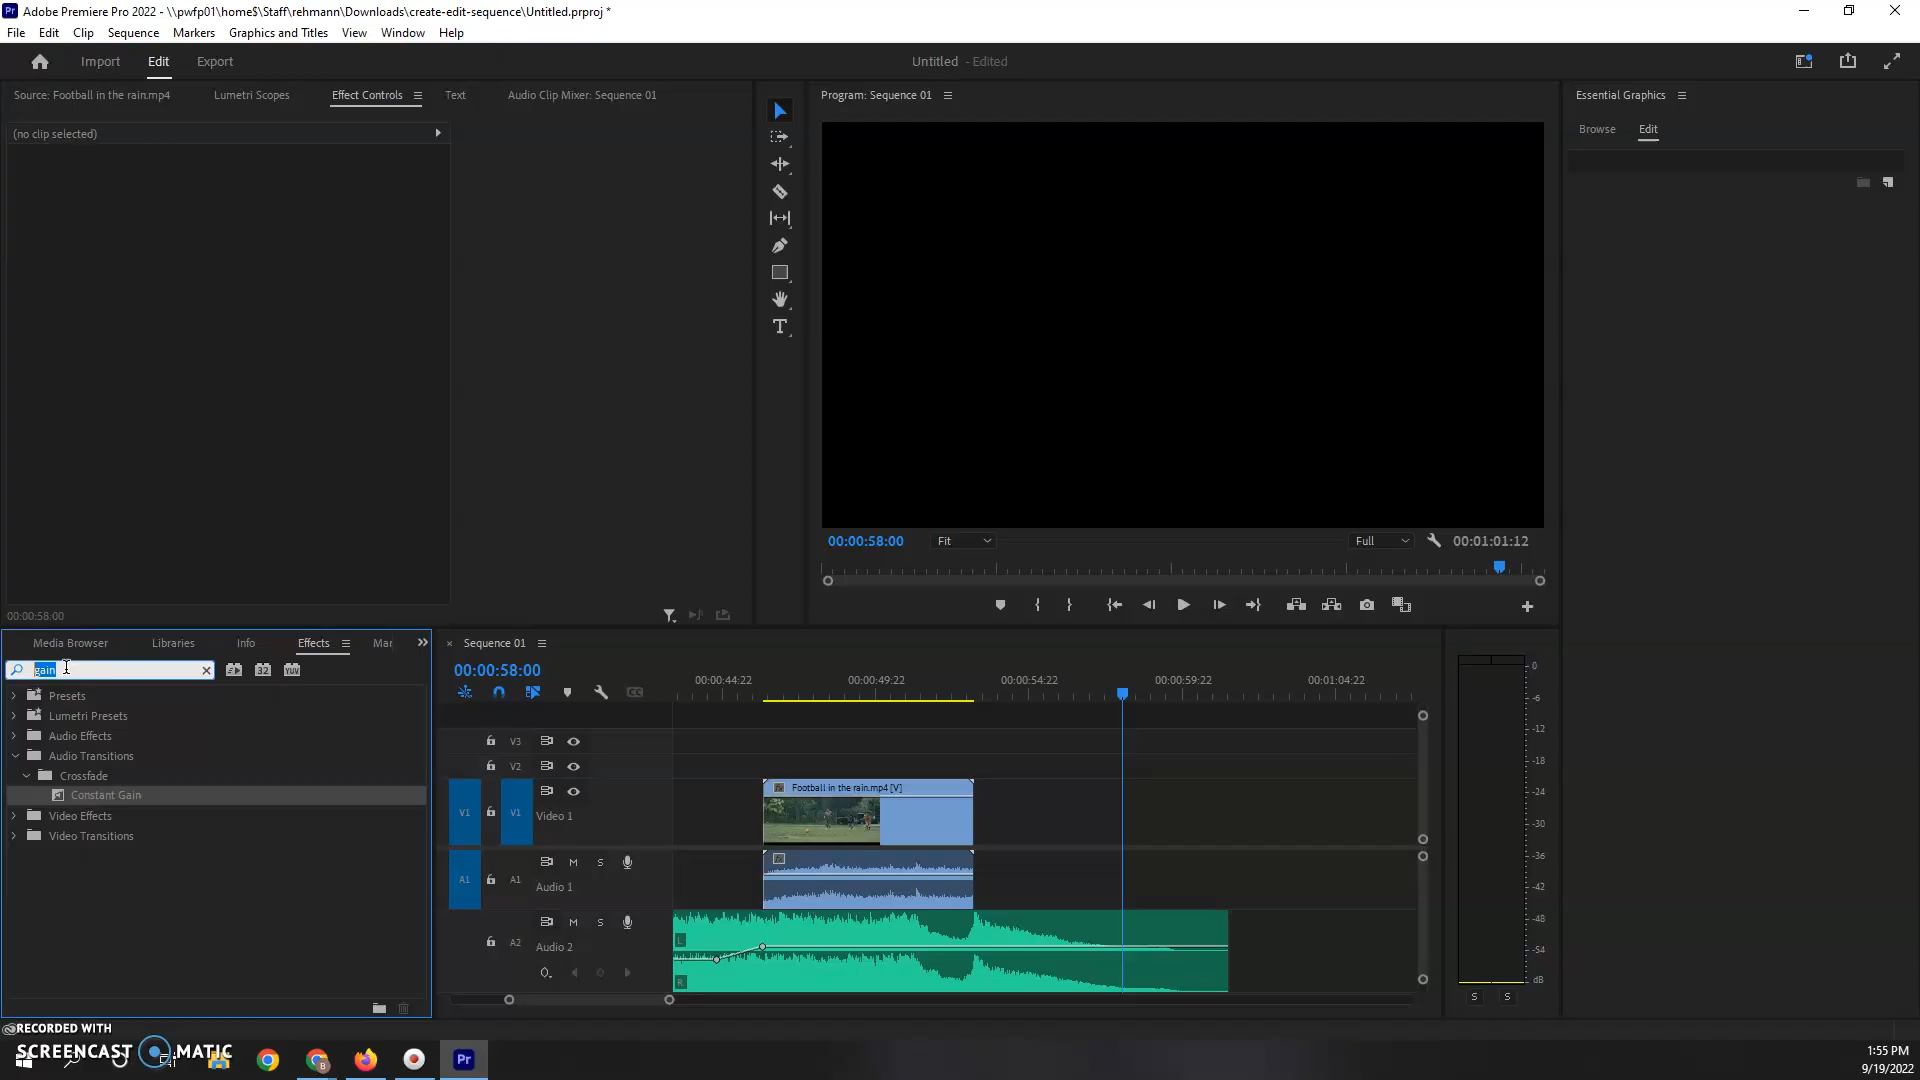 Pr Adobe Premiere Pro 2022 - \\pwfp01\home$\Staff\rehmann\Downloads\create-edit-sequence\Untitled.prproj *
File Edit Clip Sequence Markers Graphics and Titles View Window Help
Import Edit Export Untitled - Edited
Source: Football in the rain.mp4 Lumetri Scopes Effect Controls Text Audio Clip Mixer: Sequence 01 Program: Sequence 01 Essential Graphics
Browse Edit
(no clip selected)
00:00:58:00 Fit Full 00:01:01:12
00:00:58:00
Media Browser Libraries Info Effects Mar
gain 32 YUV
Presets
Lumetri Presets
Audio Effects
Audio Transitions
Crossfade
Constant Gain
Video Effects
Video Transitions
Sequence 01
00:00:58:00
00:00:44:22 00:00:49:22 00:00:54:22 00:00:59:22 00:01:04:22
CC
V3
V2
Football in the rain.mp4 [V]
V1 V1 Video 1
M S
A1 A1 Audio 1
M S
A2 Audio 2
L
R
0
-6
-12
-18
-24
-30
-36
-42
-48
-54
dB
S S
RECORDED WITH
SCREENCAST MATIC
Pr
1:55 PM
9/19/2022